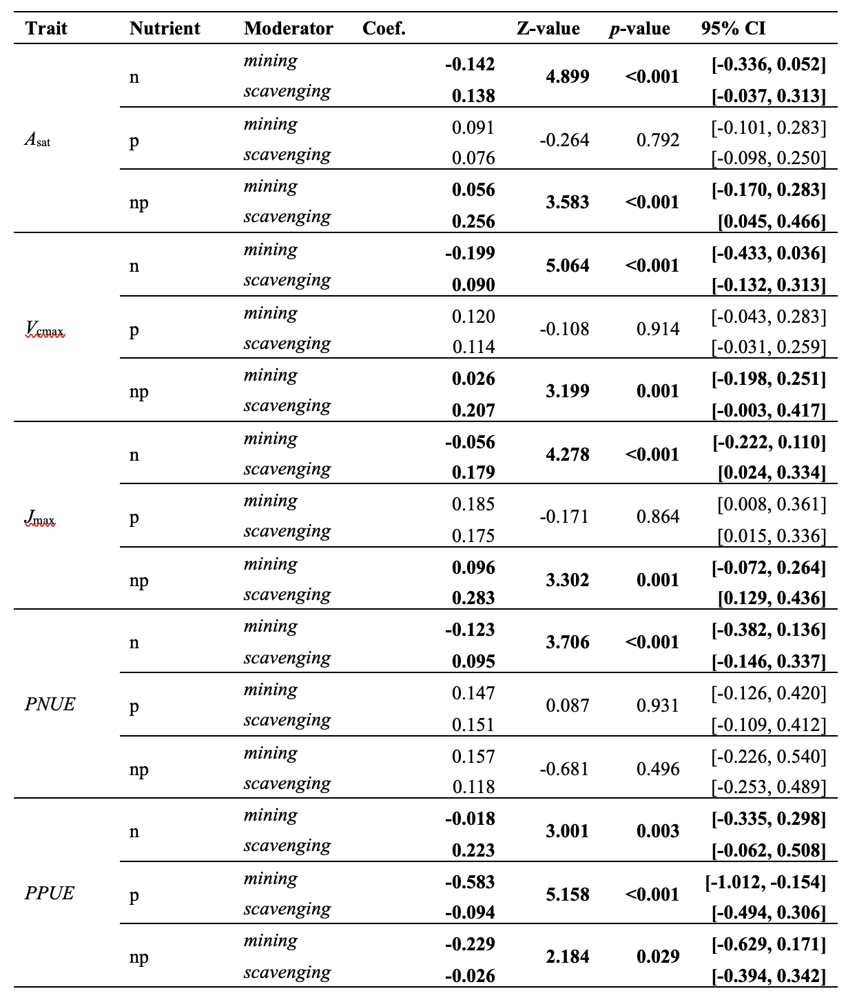 Trait Nutrient Moderator Coef. Z-value p-value 95% CI
Asat n mining -0.142 4.899 <0.001 [-0.336, 0.052]
scavenging 0.138 [-0.037, 0.313]
p mining 0.091 -0.264 0.792 [-0.101, 0.283]
scavenging 0.076 [-0.098, 0.250]
np mining 0.056 3.583 <0.001 [-0.170, 0.283]
scavenging 0.256 [0.045, 0.466]
Vcmax n mining -0.199 5.064 <0.001 [-0.433, 0.036]
scavenging 0.090 [-0.132, 0.313]
p mining 0.120 -0.108 0.914 [-0.043, 0.283]
scavenging 0.114 [-0.031, 0.259]
np mining 0.026 3.199 0.001 [-0.198, 0.251]
scavenging 0.207 [-0.003, 0.417]
Jmax n mining -0.056 4.278 <0.001 [-0.222, 0.110]
scavenging 0.179 [0.024, 0.334]
p mining 0.185 -0.171 0.864 [0.008, 0.361]
scavenging 0.175 [0.015, 0.336]
np mining 0.096 3.302 0.001 [-0.072, 0.264]
scavenging 0.283 [0.129, 0.436]
PNUE n mining -0.123 3.706 <0.001 [-0.382, 0.136]
scavenging 0.095 [-0.146, 0.337]
p mining 0.147 0.087 0.931 [-0.126, 0.420]
scavenging 0.151 [-0.109, 0.412]
np mining 0.157 -0.681 0.496 [-0.226, 0.540]
scavenging 0.118 [-0.253, 0.489]
PPUE n mining -0.018 3.001 0.003 [-0.335, 0.298]
scavenging 0.223 [-0.062, 0.508]
p mining -0.583 5.158 <0.001 [-1.012, -0.154]
scavenging -0.094 [-0.494, 0.306]
np mining -0.229 2.184 0.029 [-0.629, 0.171]
scavenging -0.026 [-0.394, 0.342]